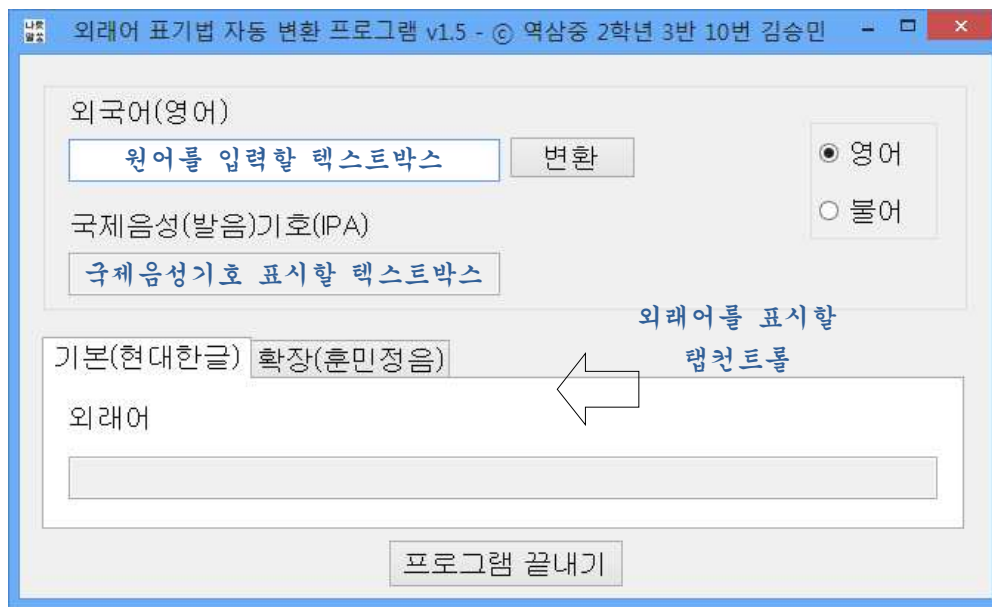 나랏
말쏫
외래어 표기법 자동 변환 프로그램 v1.5 - ⓒ 역삼중 2학년 3반 10번 김승민
외국어(영어)
원어를 입력할 텍스트박스
변환
영어
불어
국제음성(발음)기호(IPA)
국제음성기호 표시할 텍스트박스
외래어를 표시할
탭컨트롤
기본(현대한글)
확장(훈민정음)
외래어
프로그램 끝내기